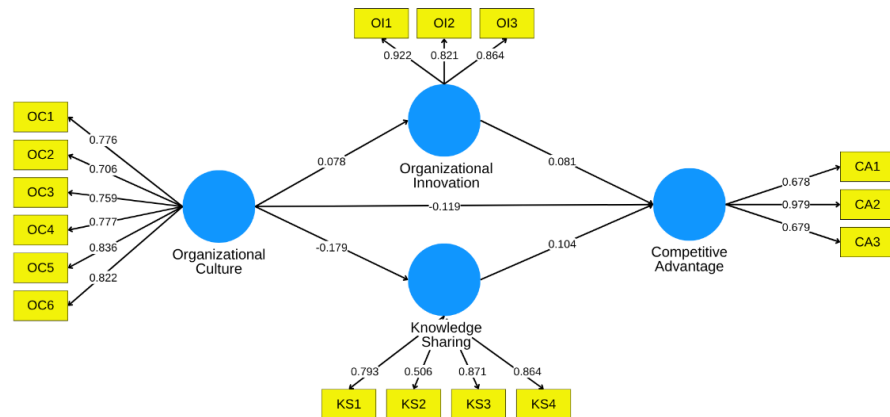 OI1 OI2 OI3
0.922 0.821 0.864
OC1
0.776
OC2
0.706
OC3
0.759
OC4
0.777
OC5
0.836
OC6
0.822
Organizational
Culture
0.078
Organizational
Innovation
0.081
-0.119
-0.179
0.104
Knowledge
Sharing
0.793 0.506 0.871 0.864
KS1 KS2 KS3 KS4
Competitive
Advantage
0.678
0.979
0.679
CA1
CA2
CA3